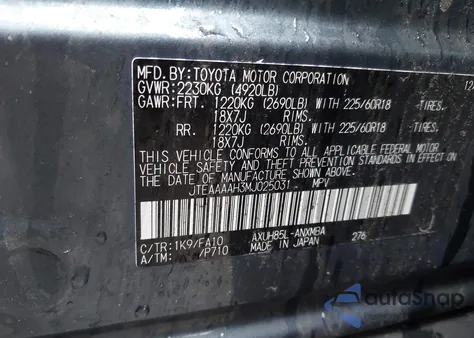 MFD. BY: TOYOTA MOTOR CORPORATION 12
GVWR: 2230KG (4920LB)
GAWR: FRT. 1220KG (2690LB) WITH 225/60R18 TIRES,
18X7J RIMS,
RR. 1220KG (2690LB) WITH 225/60R18 TIRES,
18X7J RIMS,
THIS VEHICLE CONFORMS TO ALL APPLICABLE FEDERAL MOTOR
VEHICLE SAFETY AND THEFT PREVENTION STANDARDS IN
EFFECT ON THE DATE OF MANUFACTURE SHOWN ABOVE.
JTEAAAAH3MJ025031 MPV
C/TR: 1K9/FA10 AXUH85L-ANXMBA 276
A/TM: /P710 MADE IN JAPAN
autoSnap